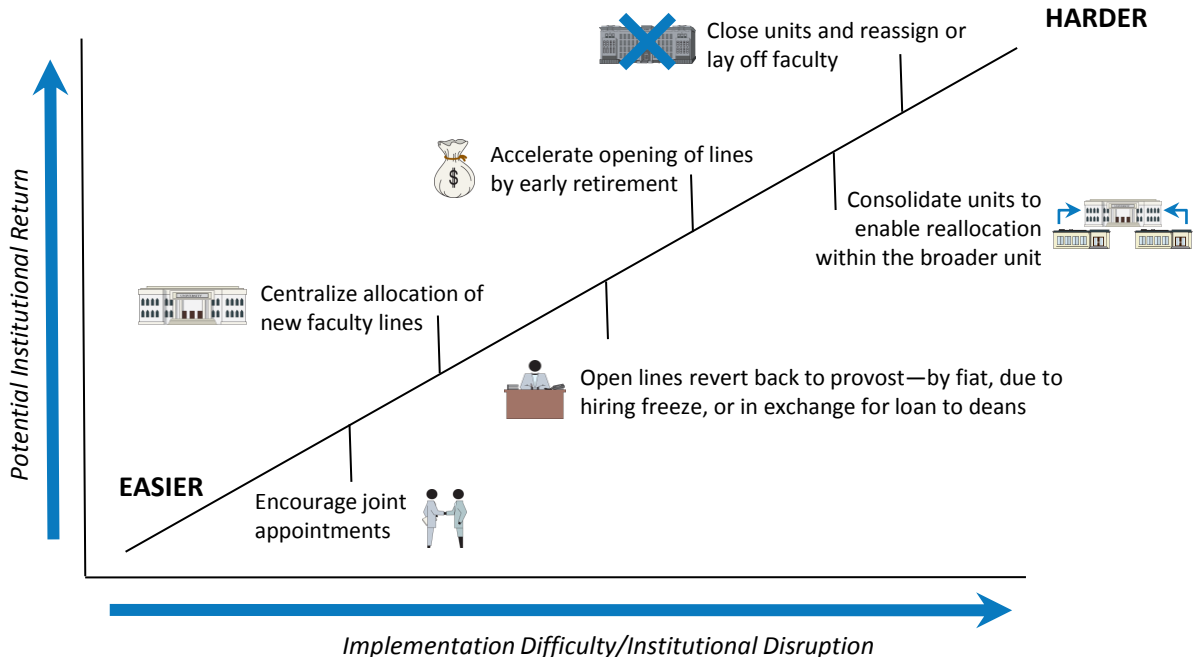 HARDER
Close units and reassign or
lay off faculty
Accelerate opening of lines
by early retirement
$
Consolidate units to
enable reallocation
within the broader unit
Centralize allocation of
new faculty lines
Open lines revert back to provost—by fiat, due to
hiring freeze, or in exchange for loan to deans
EASIER
Encourage joint
appointments
Potential Institutional Return
Implementation Difficulty/Institutional Disruption